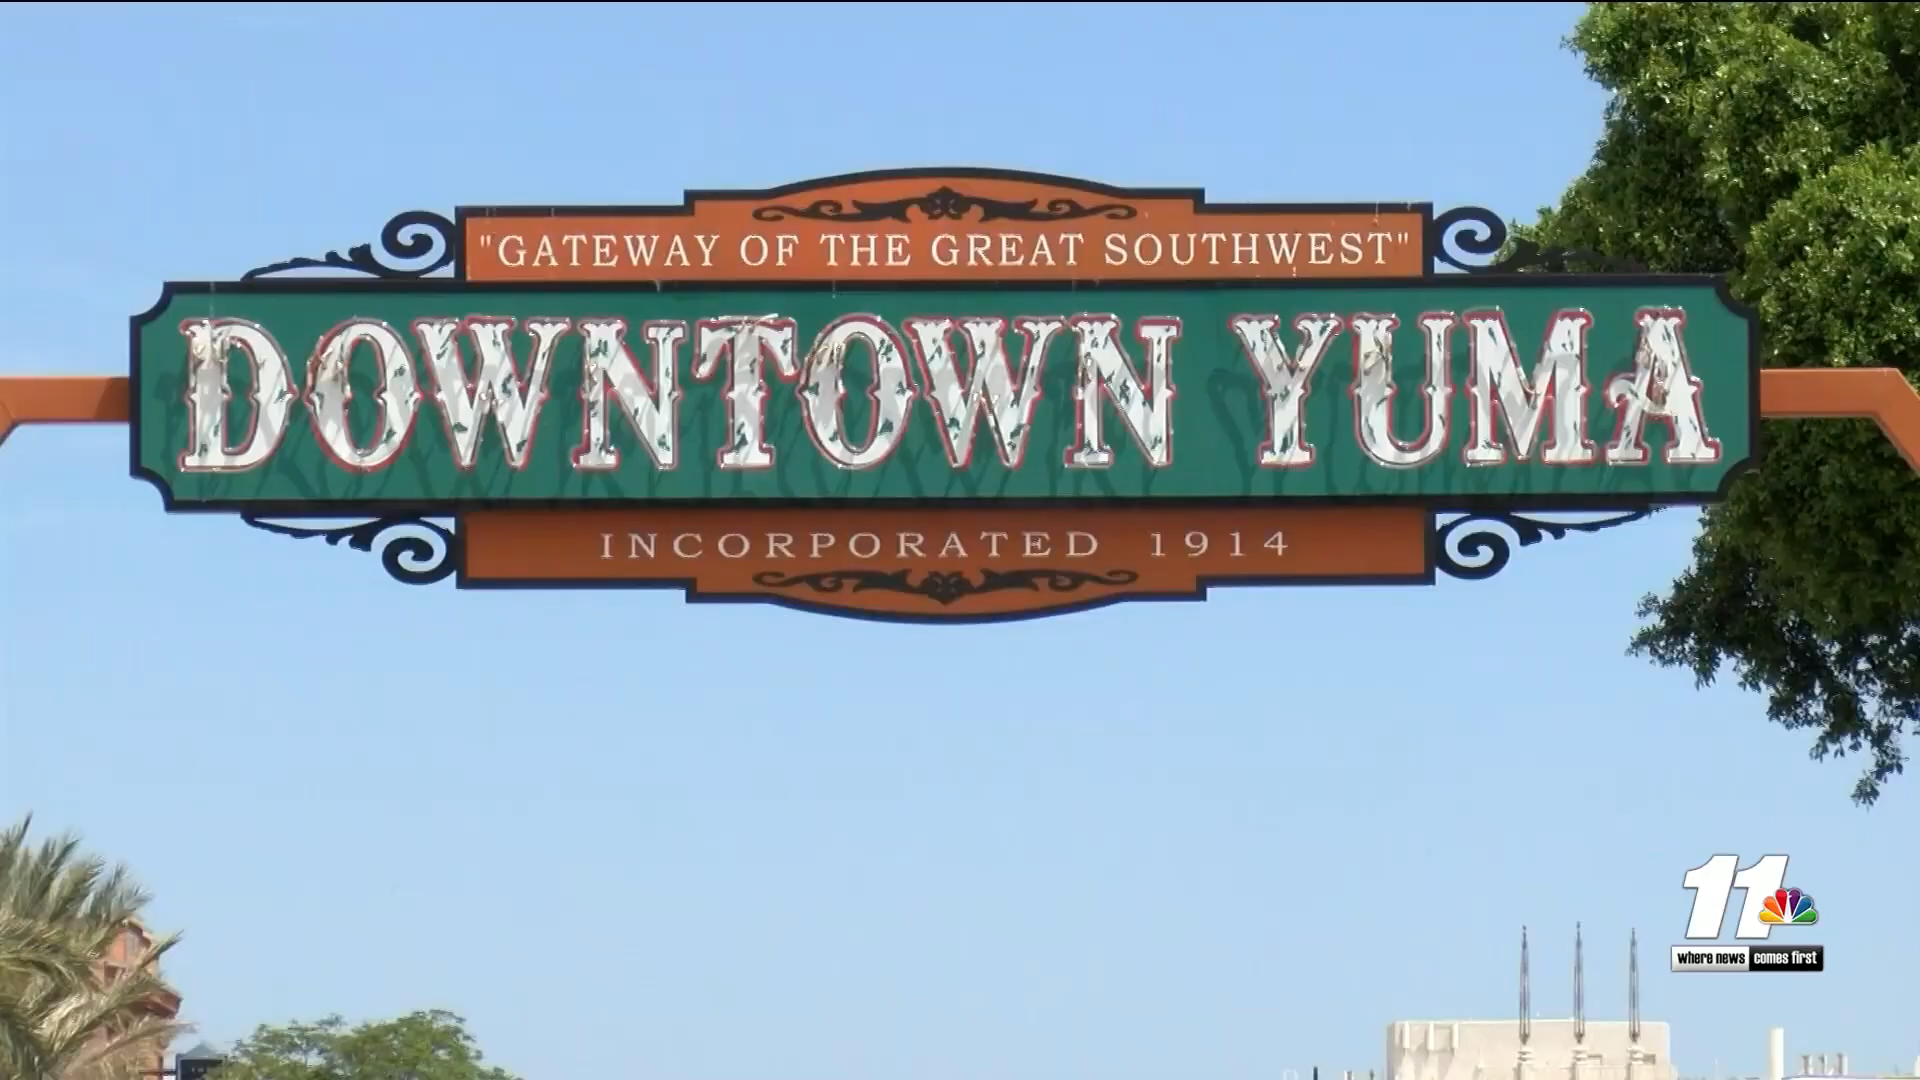 "GATEWAY OF THE GREAT SOUTHWEST"
DOWNTOWN YUMA
INCORPORATED 1914
11
where news comes first